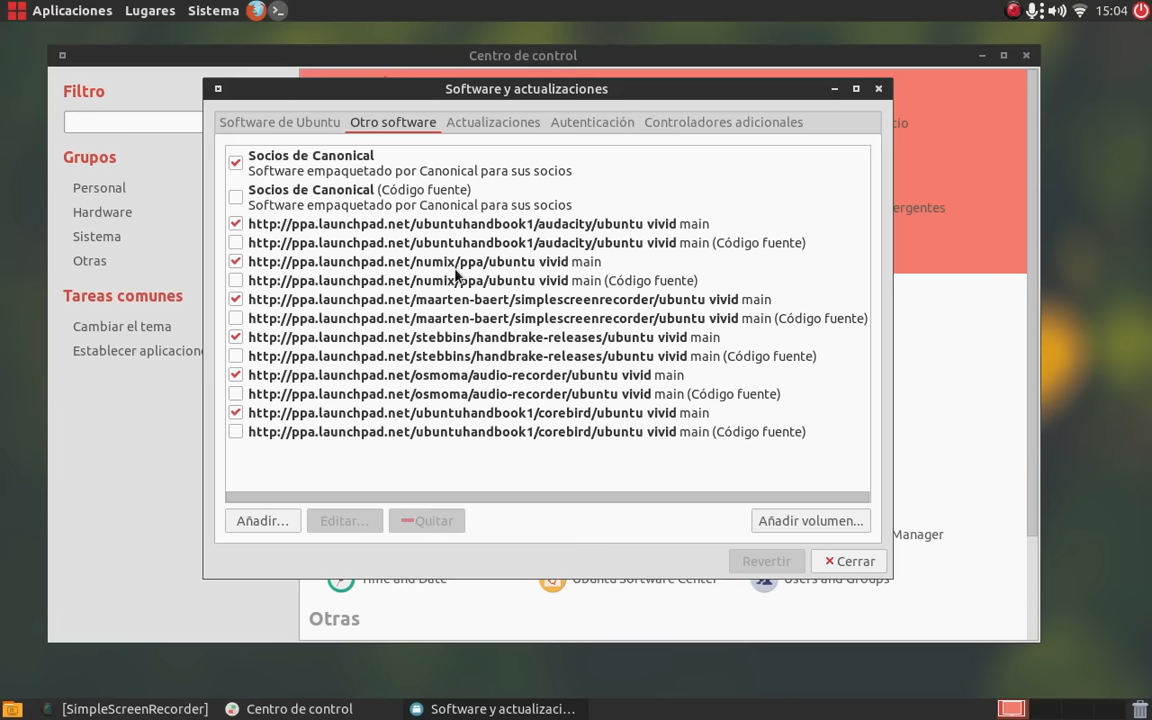 Aplicaciones Lugares Sistema 15:04
Centro de control
Filtro
Grupos
Personal
Hardware
Sistema
Otras
Tareas comunes
Cambiar el tema
Software y actualizaciones
Software de Ubuntu Otro software Actualizaciones Autenticación Controladores adicionales
Socios de Canonical
Software empaquetado por Canonical para sus socios
Socios de Canonical (Código fuente)
Software empaquetado por Canonical para sus socios
http://ppa.launchpad.net/ubuntuhandbook1/audacity/ubuntu vivid main
http://ppa.launchpad.net/ubuntuhandbook1/audacity/ubuntu vivid main (Código fuente)
http://ppa.launchpad.net/numix/ppa/ubuntu vivid main
http://ppa.launchpad.net/numix/ppa/ubuntu vivid main (Código fuente)
http://ppa.launchpad.net/maarten-baert/simplescreenrecorder/ubuntu vivid main
http://ppa.launchpad.net/maarten-baert/simplescreenrecorder/ubuntu vivid main (Código fuente)
http://ppa.launchpad.net/stebbins/handbrake-releases/ubuntu vivid main
http://ppa.launchpad.net/stebbins/handbrake-releases/ubuntu vivid main (Código fuente)
http://ppa.launchpad.net/osmoma/audio-recorder/ubuntu vivid main
http://ppa.launchpad.net/osmoma/audio-recorder/ubuntu vivid main (Código fuente)
http://ppa.launchpad.net/ubuntuhandbook1/corebird/ubuntu vivid main
http://ppa.launchpad.net/ubuntuhandbook1/corebird/ubuntu vivid main (Código fuente)
Añadir... Editar... Quitar Añadir volumen...
Revertir Cerrar
Establecer aplicacion
cio
ergentes
Manager
Time and Date Ubuntu Software Center Users and Groups
Otras
[SimpleScreenRecorder] Centro de control Software y actualizaci...